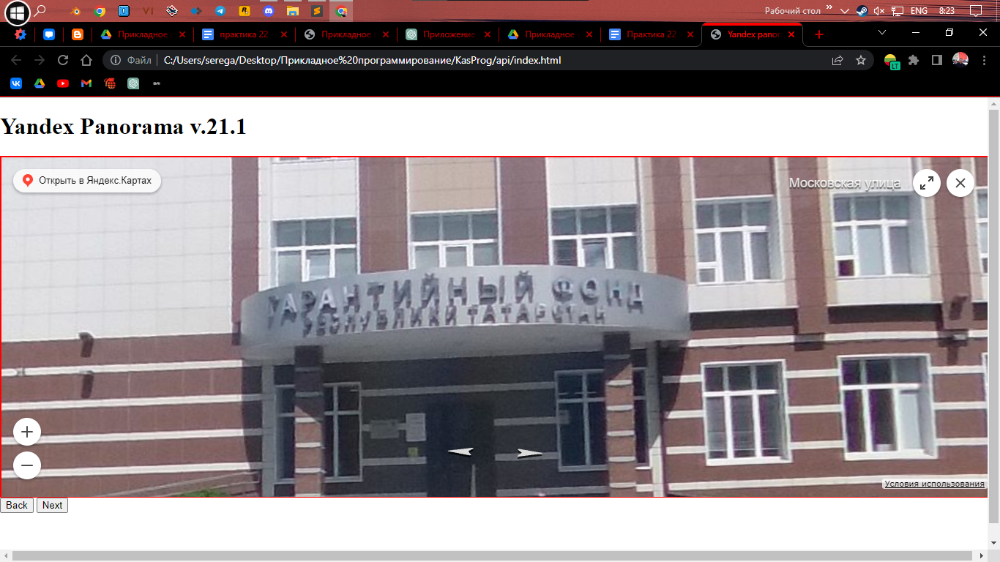 Рабочий стол
»
ENG
8:23
Прикладное
практика 22
Прикладное
Приложение
Прикладное
Практика 22
Yandex panor
Файл
C:/Users/serega/Desktop/Прикладное%20программирование/KasProg/api/index.html
LT
Yandex Panorama v.21.1
Открыть в Яндекс.Картах
Московская улица
ГАРАНТИЙНЫЙ ФОНД
РЕСПУБЛИКИ ТАТАРСТАН
Условия использования
Back
Next